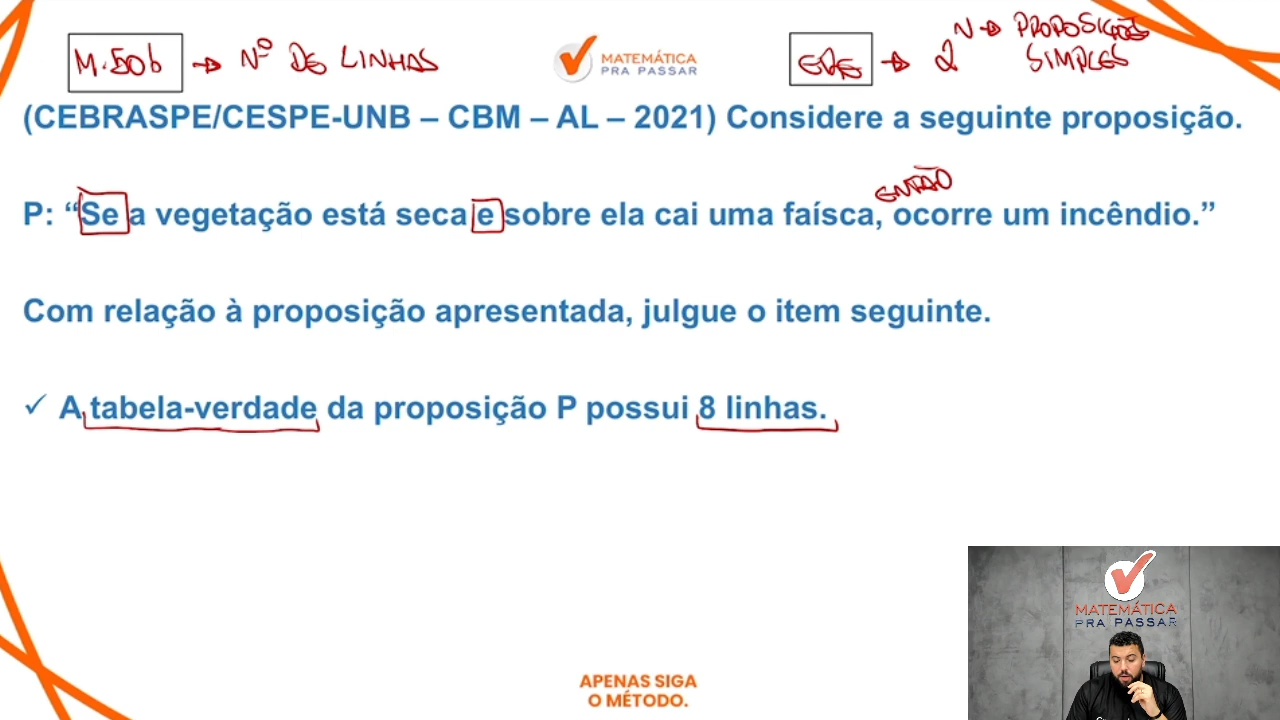 M.50b → Nº DE LINHAS
MATEMÁTICA
PRA PASSAR
→ 2ᴺ → PROPOSIÇÕES
SIMPLES
(CEBRASPE/CESPE-UNB – CBM – AL – 2021) Considere a seguinte proposição.
ENTÃO
P: “Se a vegetação está seca e sobre ela cai uma faísca, ocorre um incêndio.”
Com relação à proposição apresentada, julgue o item seguinte.
✓ A tabela-verdade da proposição P possui 8 linhas.
MATEMÁTICA
PRA PASSAR
APENAS SIGA
O MÉTODO.